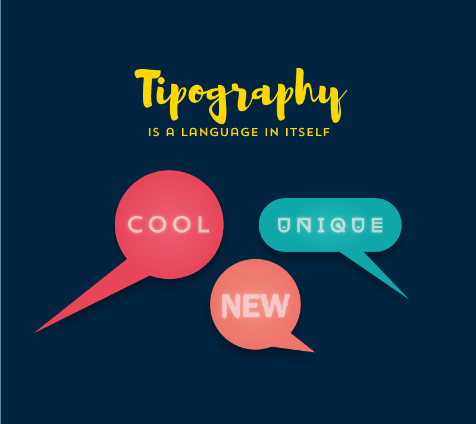 Tipography
IS A LANGUAGE IN ITSELF
COOL
UNIQUE
NEW